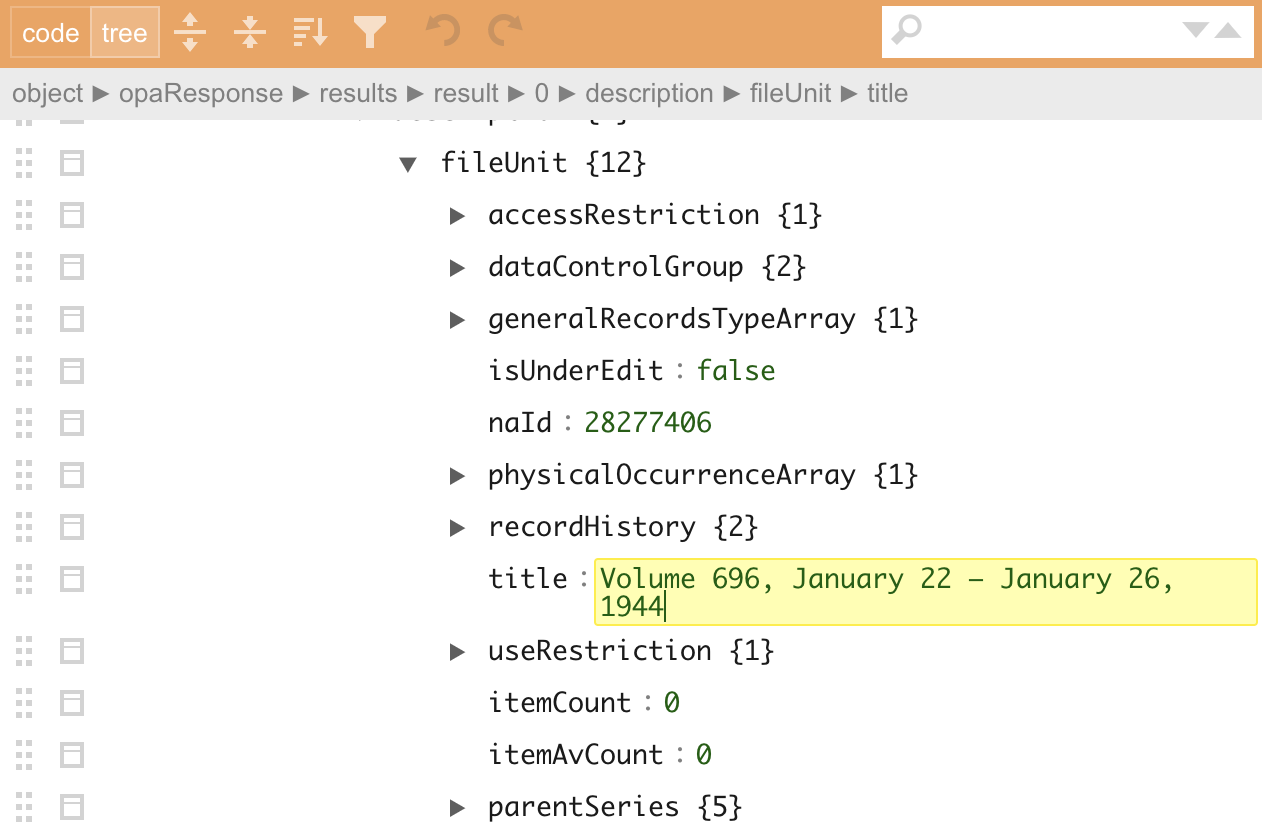 code tree
object ► opaResponse ► results ► result ► 0 ► description ► fileUnit ► title
fileUnit {12}
accessRestriction {1}
dataControlGroup {2}
generalRecordsTypeArray {1}
isUnderEdit : false
naId : 28277406
physicalOccurrenceArray {1}
recordHistory {2}
title : Volume 696, January 22 – January 26,
1944
useRestriction {1}
itemCount : 0
itemAvCount : 0
parentSeries {5}